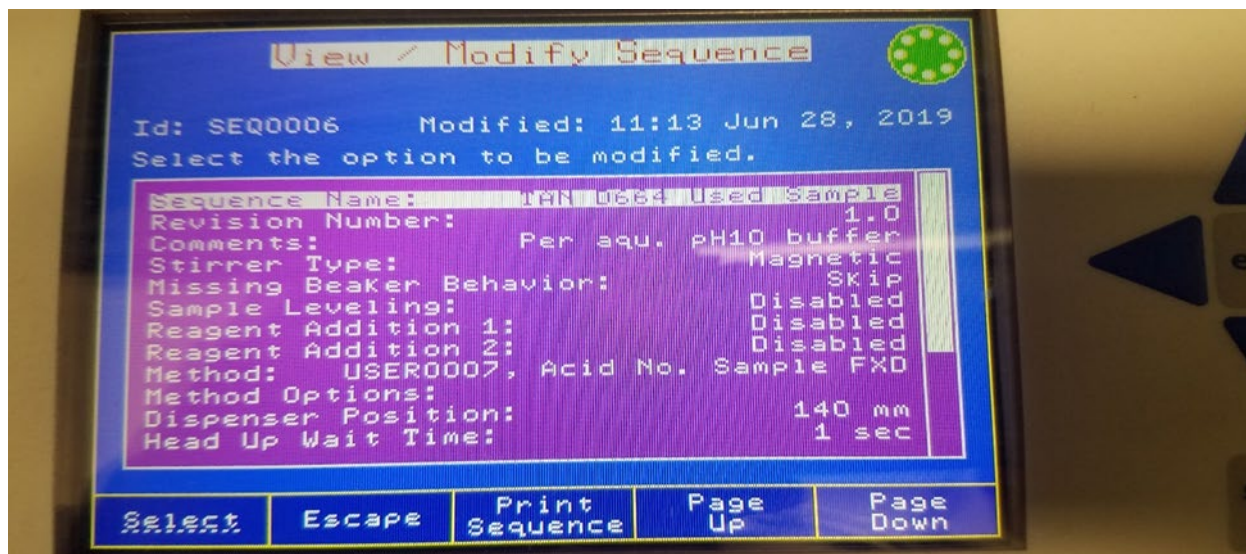 View / Modify Sequence
Id: SEQ0006 Modified: 11:13 Jun 28, 2019
Select the option to be modified.
Sequence Name: TAN D664 Used Sample
Revision Number: 1.0
Comments: Per aqu. pH10 buffer
Stirrer Type: Magnetic
Missing Beaker Behavior: Skip
Sample Leveling: Disabled
Reagent Addition 1: Disabled
Reagent Addition 2: Disabled
Method: USER0007, Acid No. Sample FXD
Method Options:
Dispenser Position: 140 mm
Head Up Wait Time: 1 sec
Select Escape Print Sequence Page Up Page Down